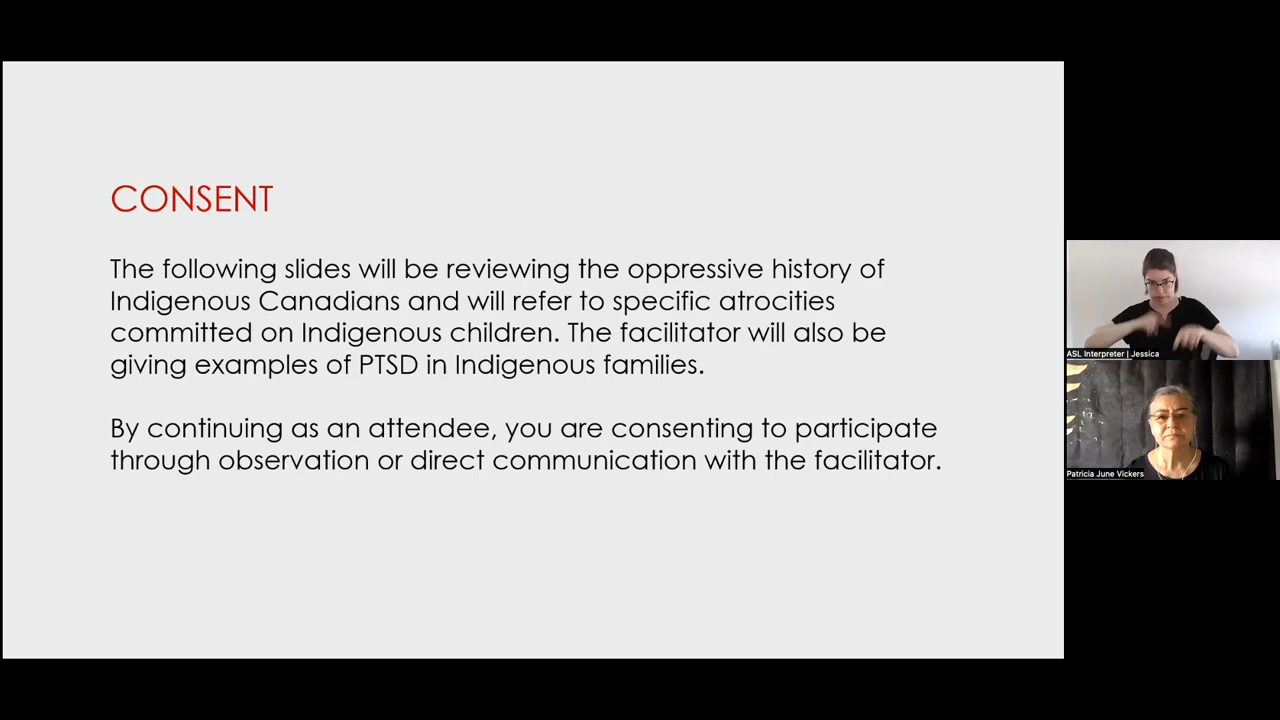 CONSENT
The following slides will be reviewing the oppressive history of
Indigenous Canadians and will refer to specific atrocities
committed on Indigenous children. The facilitator will also be
giving examples of PTSD in Indigenous families.
By continuing as an attendee, you are consenting to participate
through observation or direct communication with the facilitator.
ASL Interpreter | Jessica
Patricia June Vickers